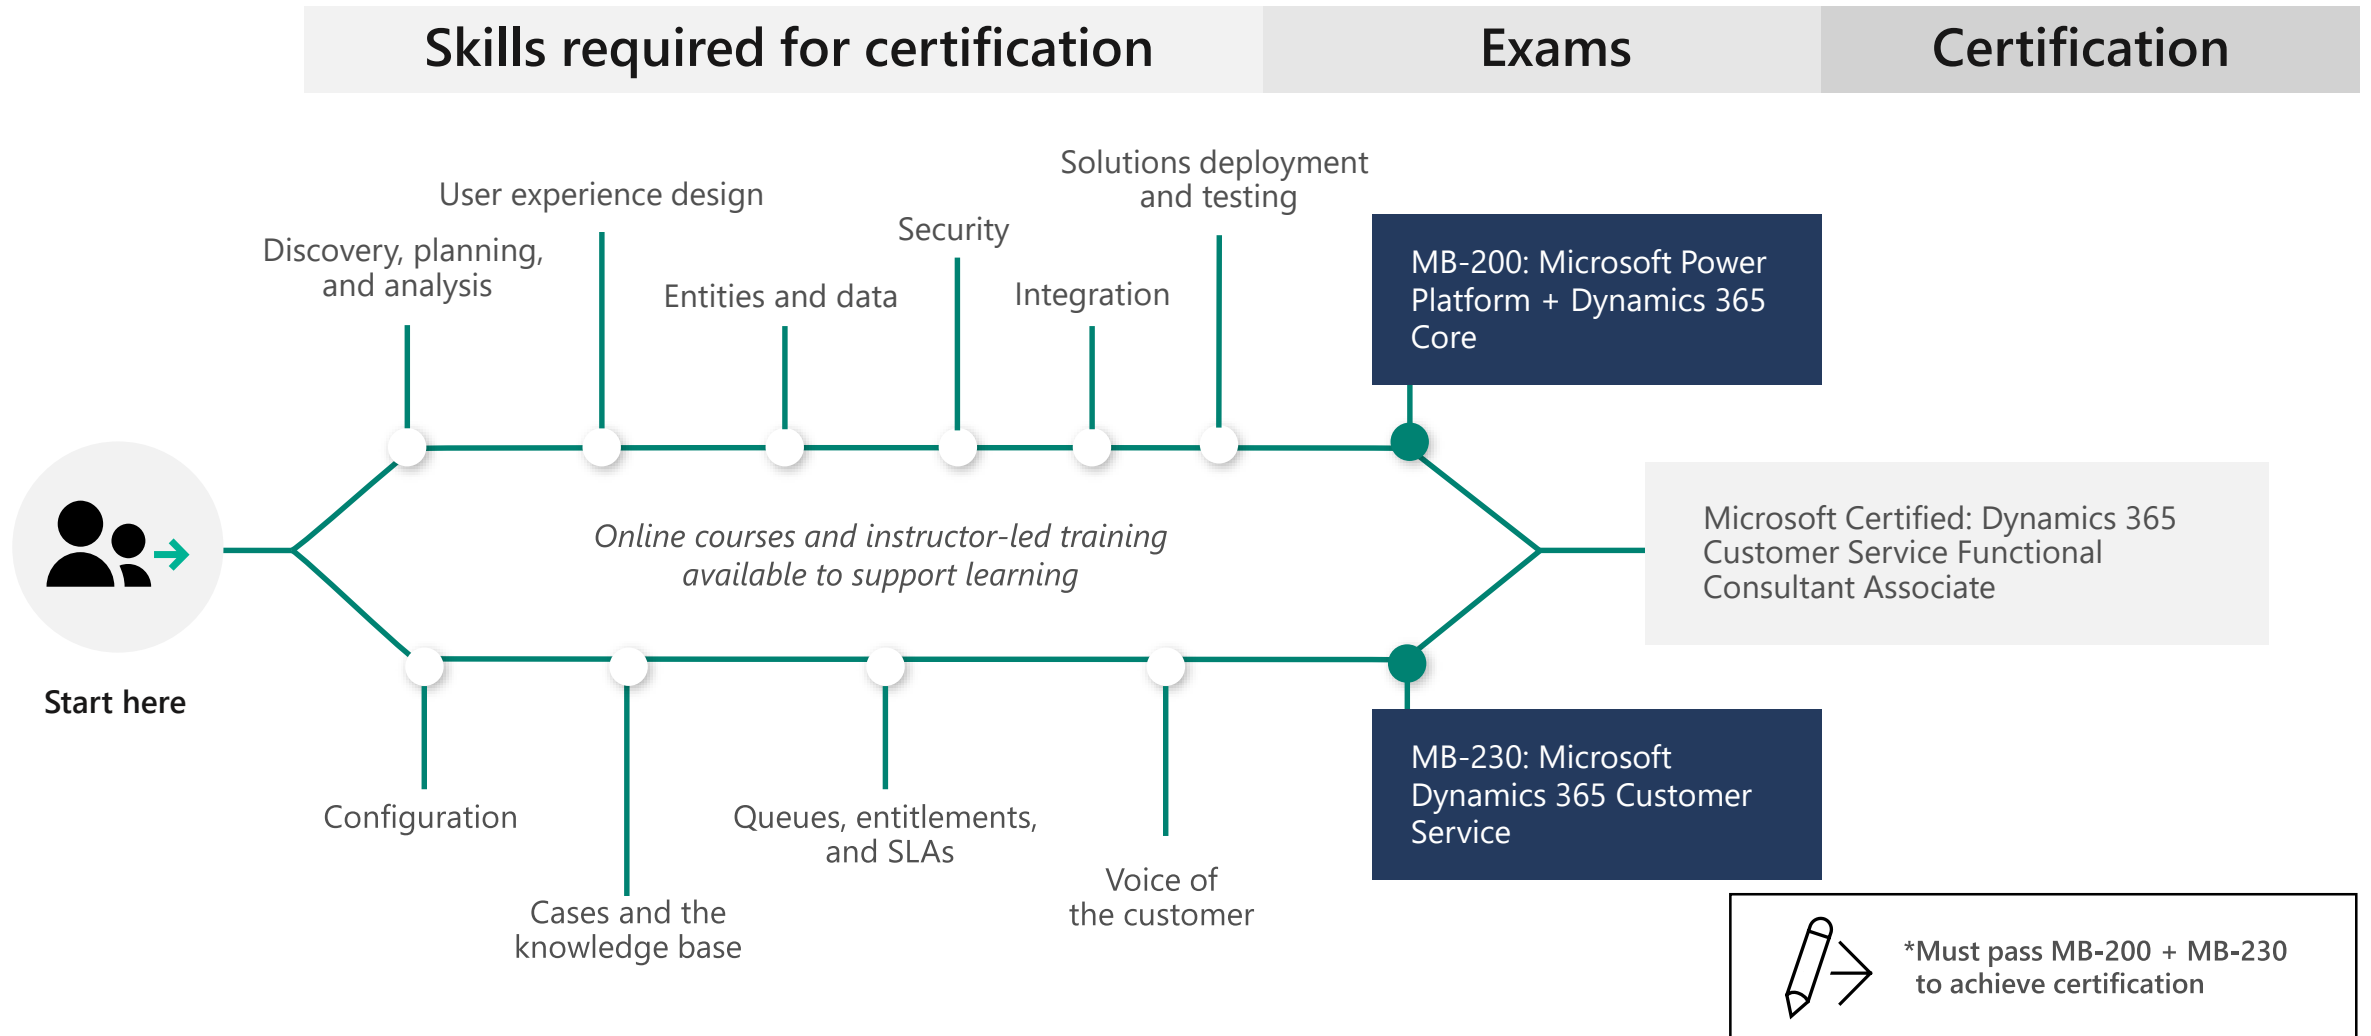 Skills required for certification
Exams
Certification
Discovery, planning,
and analysis
User experience design
Entities and data
Security
Integration
Solutions deployment
and testing
MB-200: Microsoft Power
Platform + Dynamics 365
Core
Start here
Online courses and instructor-led training
available to support learning
Microsoft Certified: Dynamics 365
Customer Service Functional
Consultant Associate
Configuration
Cases and the
knowledge base
Queues, entitlements,
and SLAs
Voice of
the customer
MB-230: Microsoft
Dynamics 365 Customer
Service
*Must pass MB-200 + MB-230
to achieve certification